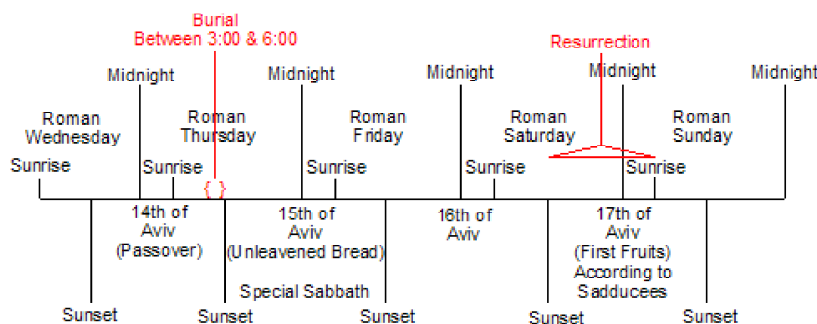 Burial
Between 3:00 & 6:00
Resurrection
Midnight
Midnight
Midnight
Midnight
Midnight
Roman
Wednesday
Roman
Thursday
Roman
Friday
Roman
Saturday
Roman
Sunday
Sunrise
Sunrise
Sunrise
Sunrise
Sunrise
{ }
14th of
Aviv
(Passover)
15th of
Aviv
(Unleavened Bread)
Special Sabbath
16th of
Aviv
17th of
Aviv
(First Fruits)
According to
Sadducees
Sunset
Sunset
Sunset
Sunset
Sunset